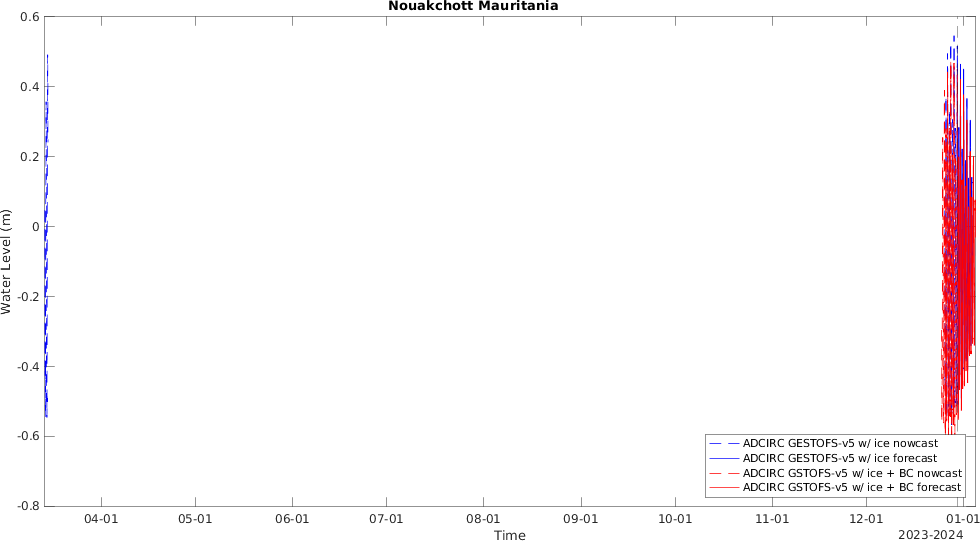 Nouakchott Mauritania
0.6
0.4
0.2
0
-0.2
-0.4
-0.6
-0.8
Water Level (m)
ADCIRC GESTOFS-v5 w/ ice nowcast
ADCIRC GESTOFS-v5 w/ ice forecast
ADCIRC GSTOFS-v5 w/ ice + BC nowcast
ADCIRC GSTOFS-v5 w/ ice + BC forecast
04-01 05-01 06-01 07-01 08-01 09-01 10-01 11-01 12-01 01-01
Time
2023-2024